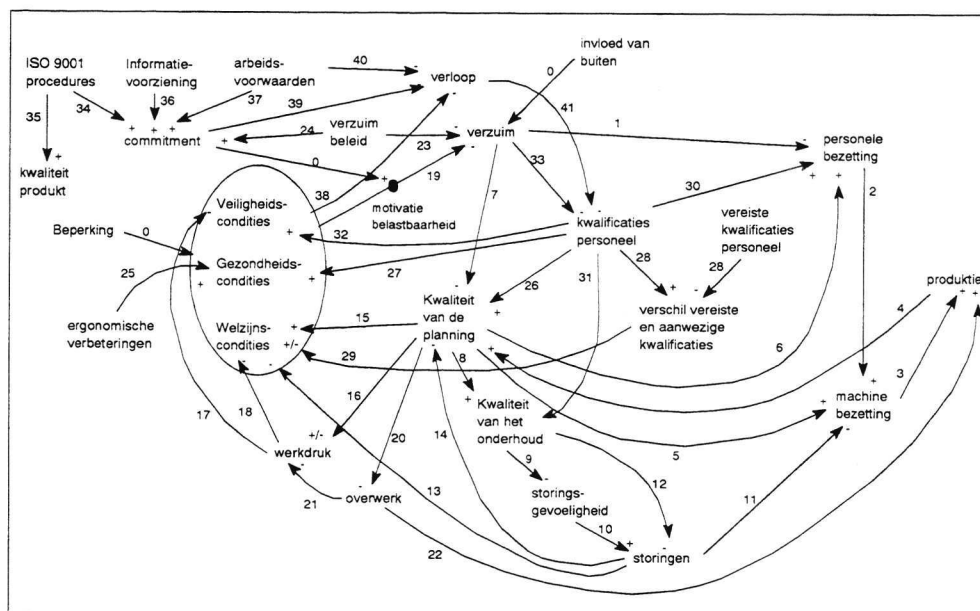 ISO 9001
procedures
Informatie-
voorziening
arbeids-
voorwaarden
40
-
verloop
invloed van
buiten
0
35
34
36
37
39
41
+ + +
commitment
+
24
verzuim
beleid
23
-
verzuim
1
-
personele
bezetting
+ +
+
kwaliteit
produkt
0
+
19
motivatie
belastbaarheid
38
33
7
30
2
-
Veiligheids-
condities
+
32
- -
kwalificaties
personeel
vereiste
kwalificaties
personeel
Beperking
0
Gezondheids-
condities
+
+
25
27
26
31
28
28
+
-
verschil vereiste
en aanwezige
kwalificaties
produktie
+ +
-
Kwaliteit
van de
planning
+
+
-
ergonomische
verbeteringen
Welzijns-
condities
+
+/-
-
15
29
8
6
4
3
17
18
16
20
14
+
Kwaliteit
van het
onderhoud
5
+
+
machine
bezetting
-
+/-
werkdruk
-
9
12
21
-
overwerk
13
-
storings-
gevoeligheid
11
22
10
+
-
storingen